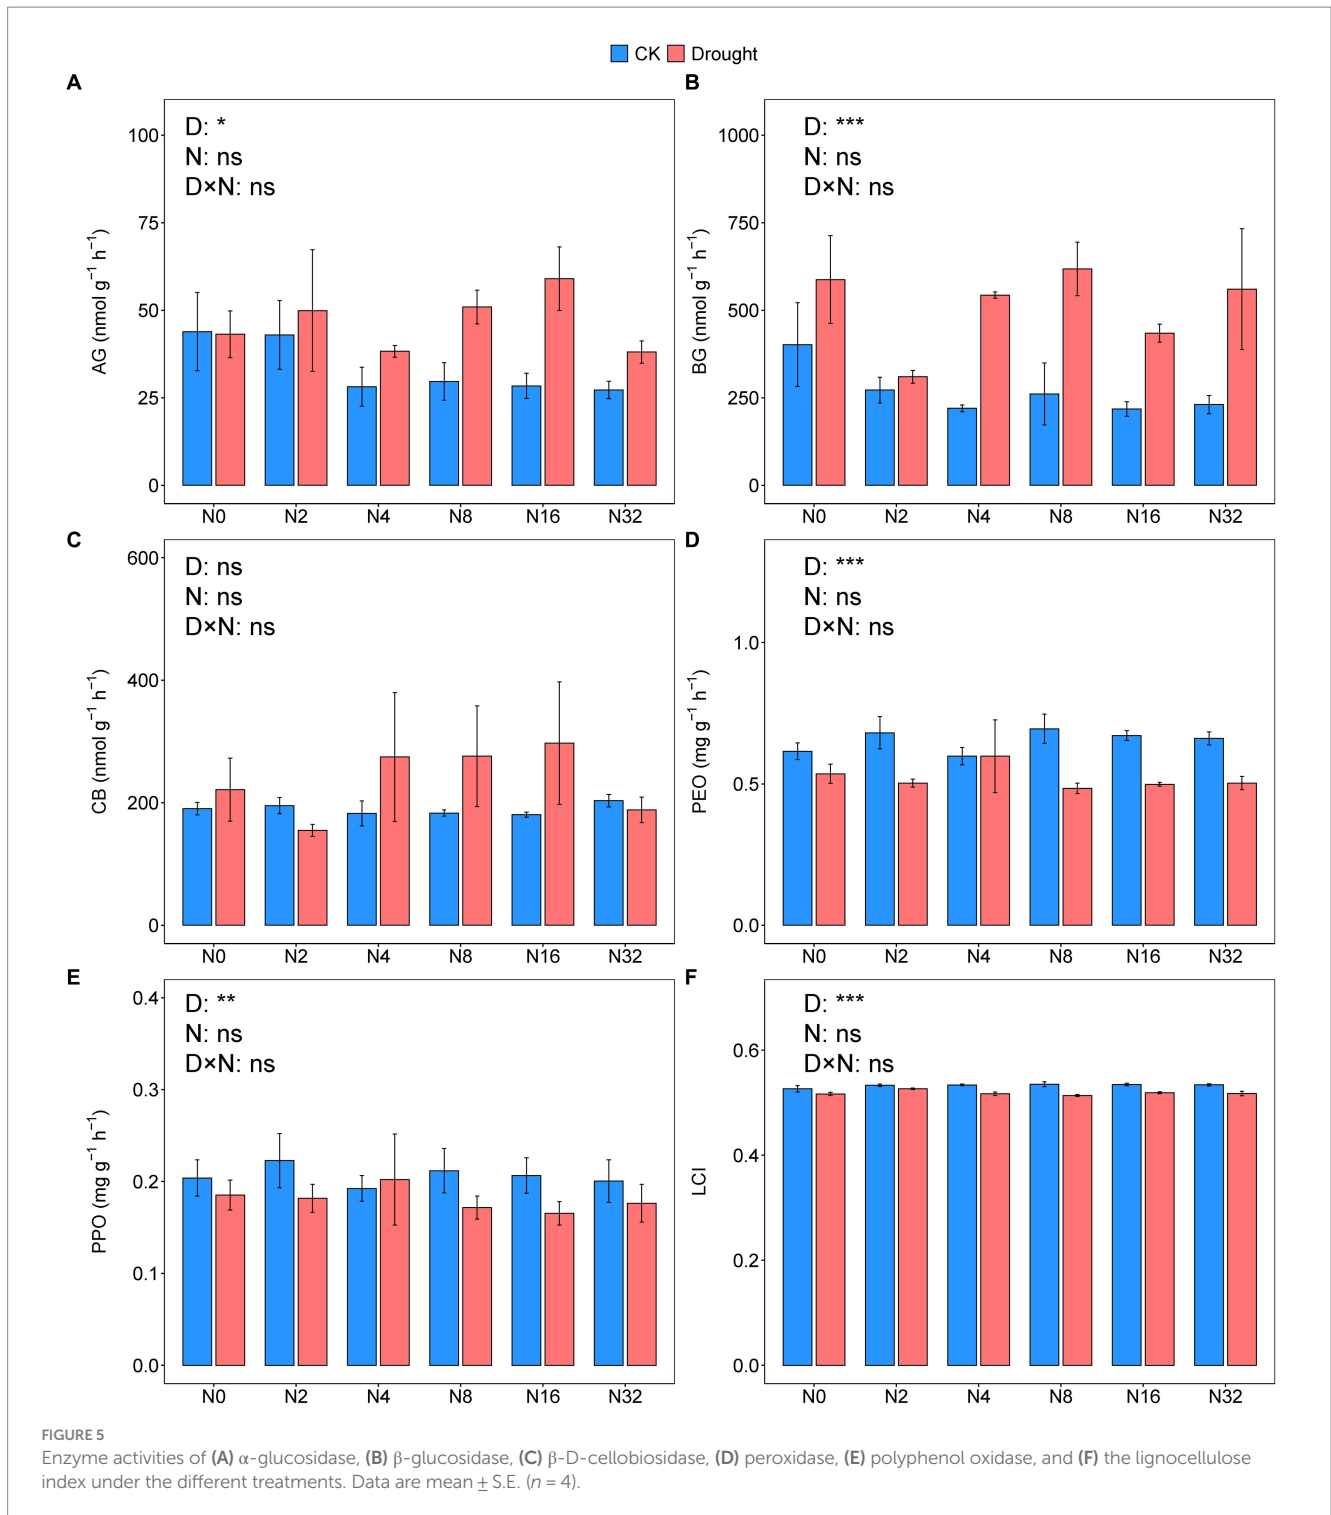 CK Drought
A
D: *
N: ns
D×N: ns
AG (nmol g⁻¹ h⁻¹)
100
75
50
25
0
N0 N2 N4 N8 N16 N32
B
D: ***
N: ns
D×N: ns
BG (nmol g⁻¹ h⁻¹)
1000
750
500
250
0
N0 N2 N4 N8 N16 N32
C
D: ns
N: ns
D×N: ns
CB (nmol g⁻¹ h⁻¹)
600
400
200
0
N0 N2 N4 N8 N16 N32
D
D: ***
N: ns
D×N: ns
PEO (mg g⁻¹ h⁻¹)
1.0
0.5
0.0
N0 N2 N4 N8 N16 N32
E
D: **
N: ns
D×N: ns
PPO (mg g⁻¹ h⁻¹)
0.4
0.3
0.2
0.1
0.0
N0 N2 N4 N8 N16 N32
F
D: ***
N: ns
D×N: ns
LCI
0.6
0.4
0.2
0.0
N0 N2 N4 N8 N16 N32
FIGURE 5
Enzyme activities of (A) α-glucosidase, (B) β-glucosidase, (C) β-D-cellobiosidase, (D) peroxidase, (E) polyphenol oxidase, and (F) the lignocellulose
index under the different treatments. Data are mean ± S.E. (n = 4).